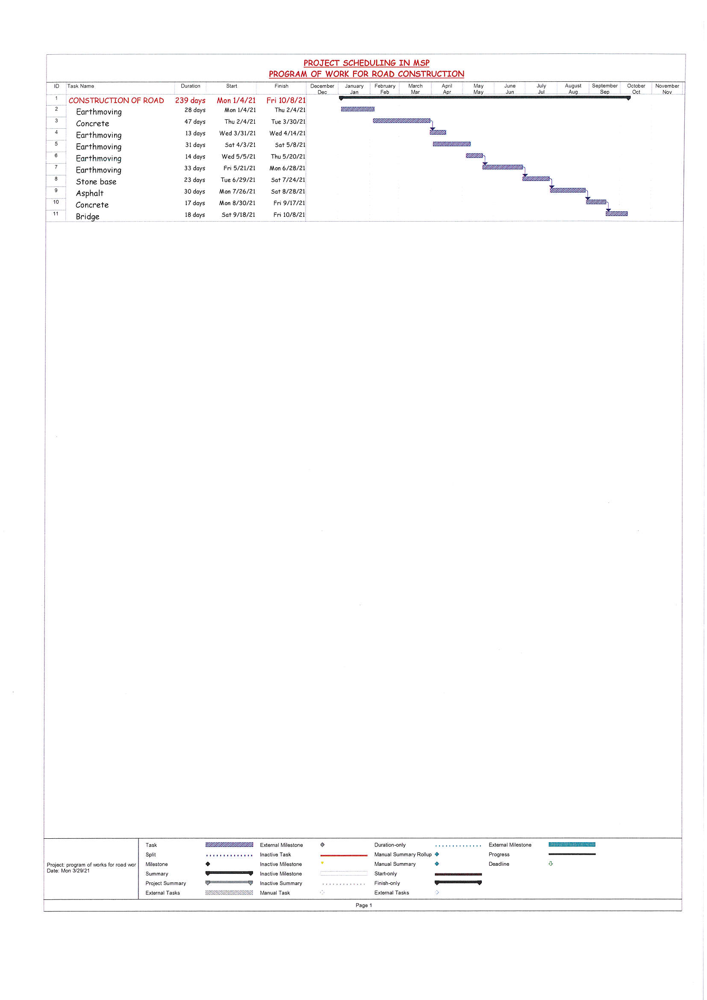 PROJECT SCHEDULING IN MSP
PROGRAM OF WORK FOR ROAD CONSTRUCTION
ID Task Name Duration Start Finish December January February March April May June July August September October November
Dec Jan Feb Mar Apr May Jun Jul Aug Sep Oct Nov
1 CONSTRUCTION OF ROAD 239 days Mon 1/4/21 Fri 10/8/21
2 Earthmoving 28 days Mon 1/4/21 Thu 2/4/21
3 Concrete 47 days Thu 2/4/21 Tue 3/30/21
4 Earthmoving 13 days Wed 3/31/21 Wed 4/14/21
5 Earthmoving 31 days Sat 4/3/21 Sat 5/8/21
6 Earthmoving 14 days Wed 5/5/21 Thu 5/20/21
7 Earthmoving 33 days Fri 5/21/21 Mon 6/28/21
8 Stone base 23 days Tue 6/29/21 Sat 7/24/21
9 Asphalt 30 days Mon 7/26/21 Sat 8/28/21
10 Concrete 17 days Mon 8/30/21 Fri 9/17/21
11 Bridge 18 days Sat 9/18/21 Fri 10/8/21
Project: program of works for road wor
Date: Mon 3/29/21
Task External Milestone Duration-only External Milestone
Split Inactive Task Manual Summary Rollup Progress
Milestone Inactive Milestone Manual Summary Deadline
Summary Inactive Milestone Start-only
Project Summary Inactive Summary Finish-only
External Tasks Manual Task External Tasks
Page 1